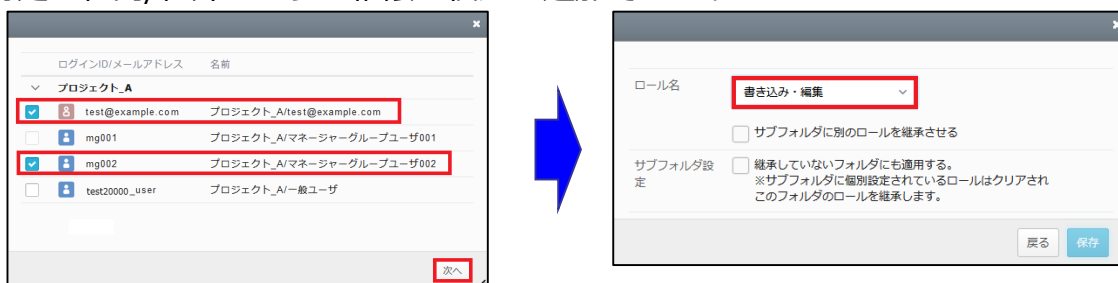 ログインID/メールアドレス 名前
プロジェクト_A
test@example.com プロジェクト_A/test@example.com
mg001 プロジェクト_A/マネージャーグループユーザ001
mg002 プロジェクト_A/マネージャーグループユーザ002
test20000_user プロジェクト_A/一般ユーザ
次へ
ロール名
書き込み・編集
サブフォルダに別のロールを継承させる
サブフォルダ設定
継承していないフォルダにも適用する。
※サブフォルダに個別設定されているロールはクリアされ
このフォルダのロールを継承します。
戻る 保存